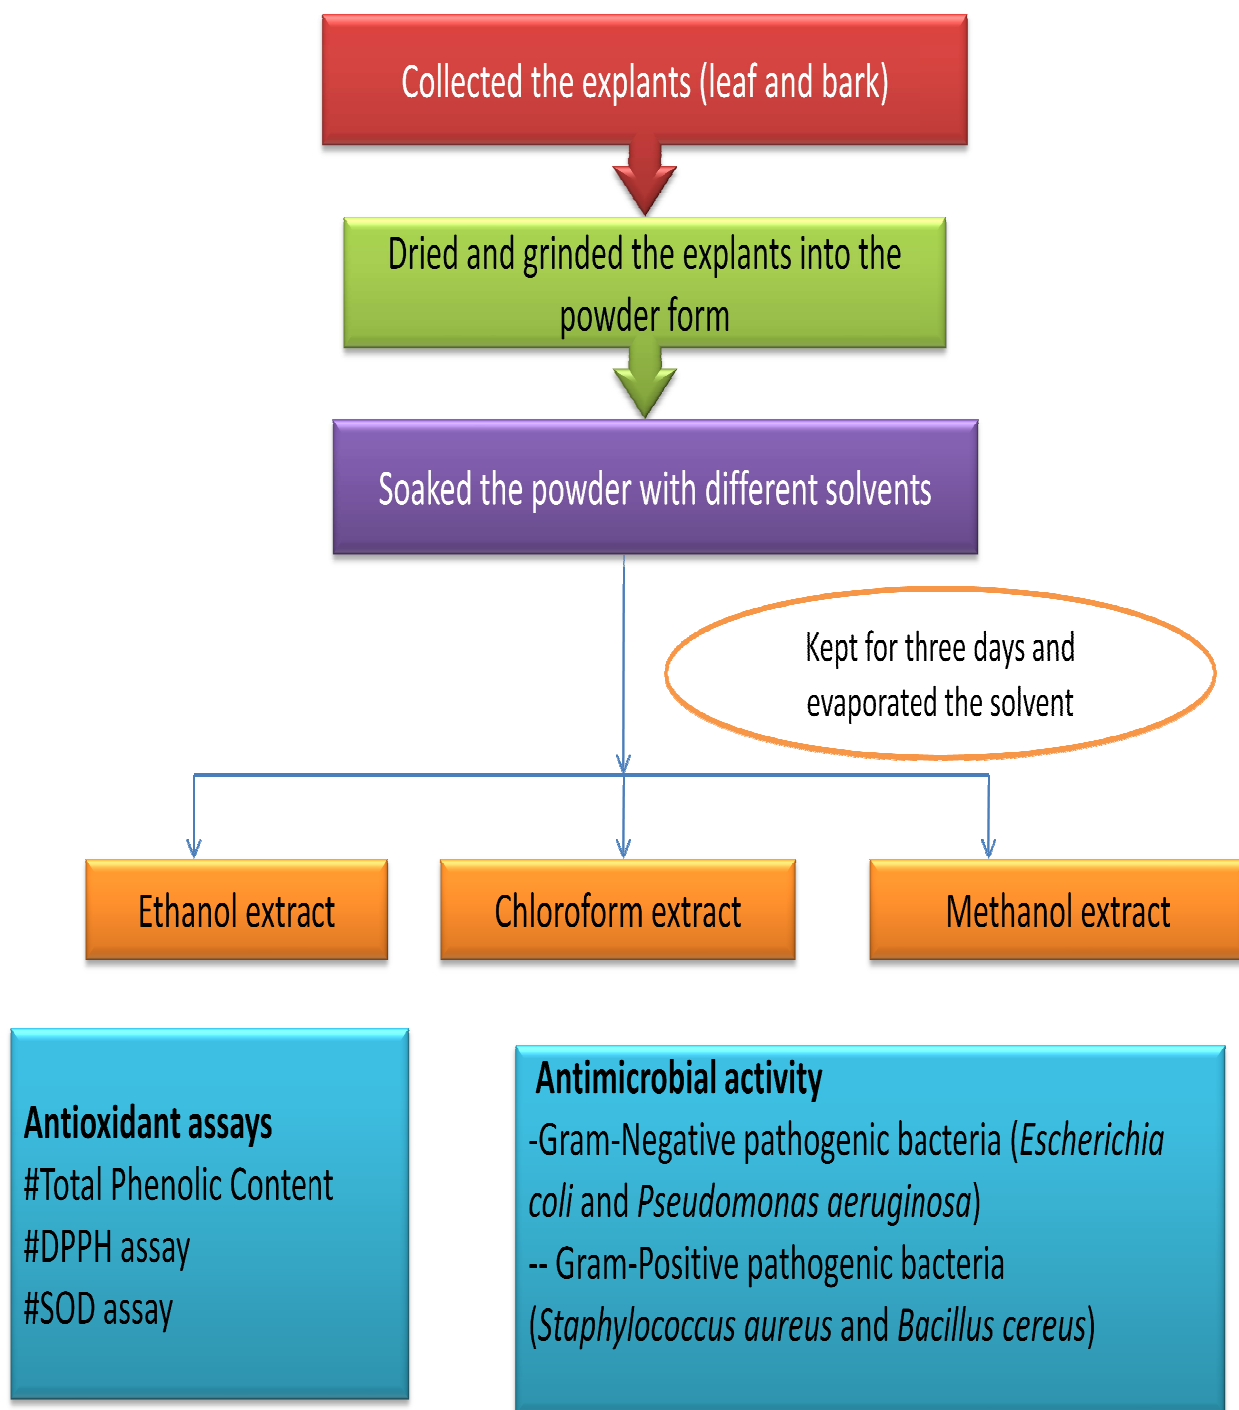 Collected the explants (leaf and bark)
Dried and grinded the explants into the
powder form
Soaked the powder with different solvents
Kept for three days and
evaporated the solvent
Ethanol extract
Chloroform extract
Methanol extract
Antioxidant assays
#Total Phenolic Content
#DPPH assay
#SOD assay
Antimicrobial activity
-Gram-Negative pathogenic bacteria (Escherichia
coli and Pseudomonas aeruginosa)
-- Gram-Positive pathogenic bacteria
(Staphylococcus aureus and Bacillus cereus)